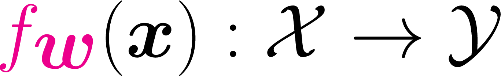 f𝒘(𝒙) : 𝒳 → 𝒴